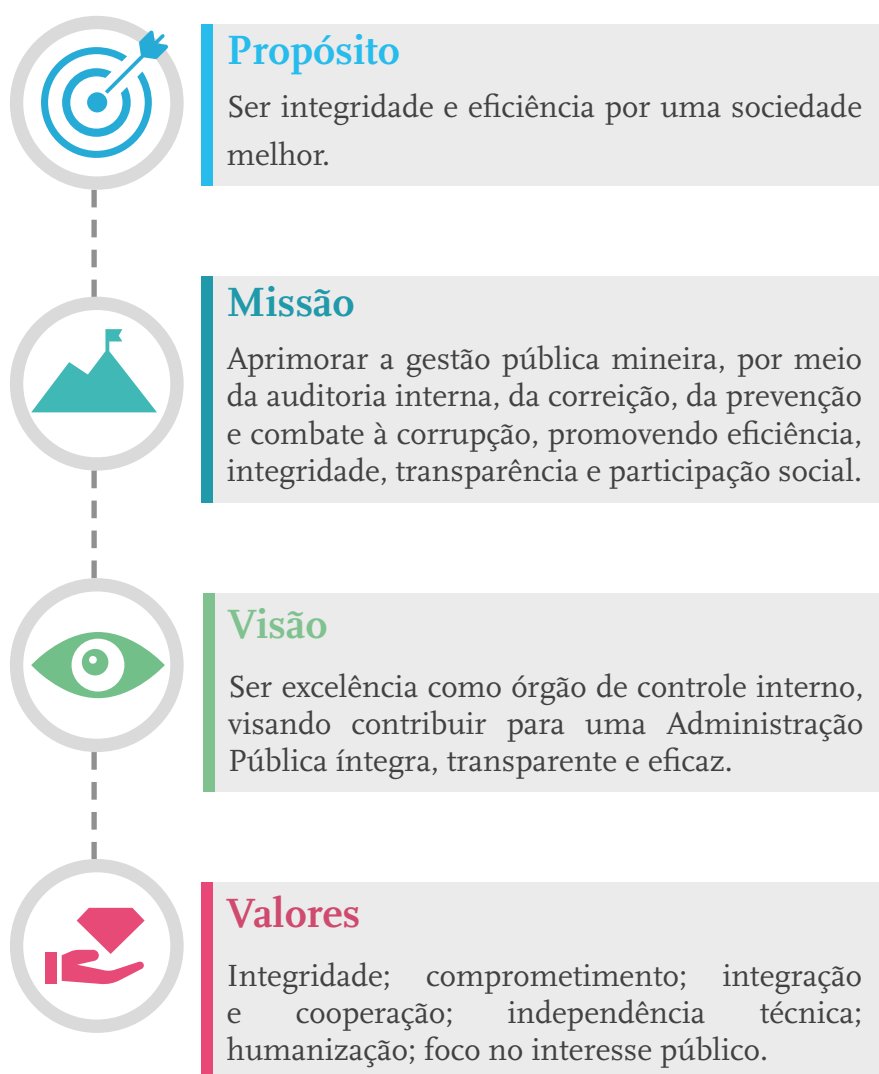 Propósito
Ser integridade e eficiência por uma sociedade
melhor.
Missão
Aprimorar a gestão pública mineira, por meio
da auditoria interna, da correição, da prevenção
e combate à corrupção, promovendo eficiência,
integridade, transparência e participação social.
Visão
Ser excelência como órgão de controle interno,
visando contribuir para uma Administração
Pública íntegra, transparente e eficaz.
Valores
Integridade; comprometimento; integração
e cooperação; independência técnica;
humanização; foco no interesse público.